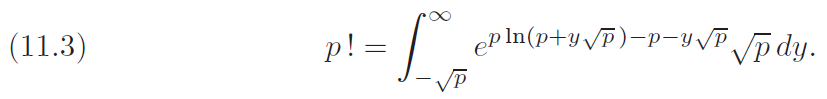 (11.3) p! = ∫_{-√p}^{∞} e^{p ln(p+y√p)-p-y√p} √p dy.